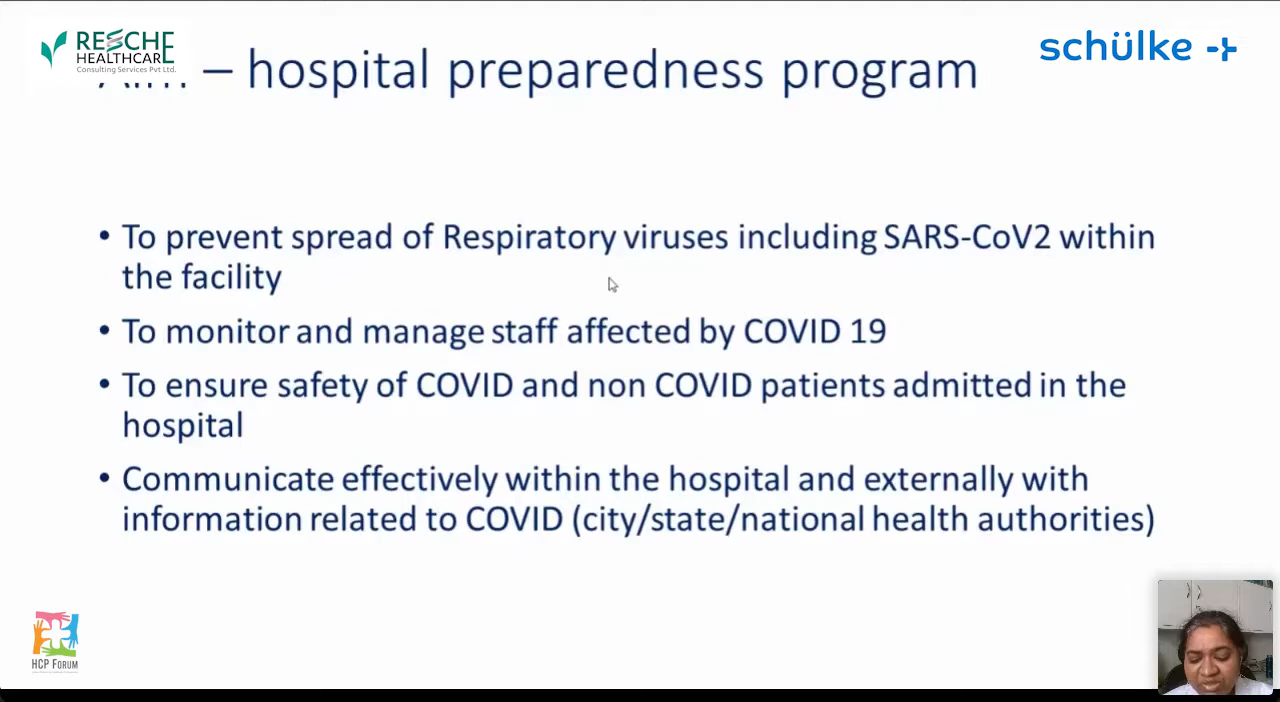 RESCHE
HEALTHCARE
Consulting Services Pvt Ltd.
schülke
– hospital preparedness program
• To prevent spread of Respiratory viruses including SARS-CoV2 within
the facility
• To monitor and manage staff affected by COVID 19
• To ensure safety of COVID and non COVID patients admitted in the
hospital
• Communicate effectively within the hospital and externally with
information related to COVID (city/state/national health authorities)
HCP FORUM